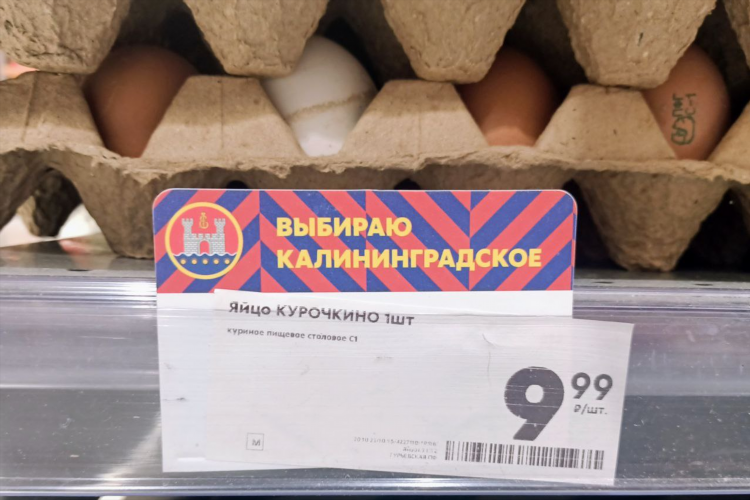 ВЫБИРАЮ
КАЛИНИНГРАДСКОЕ
Яйцо КУРОЧКИНО 1шт
куриное пищевое столовое С1
9 99
₽/шт.
M